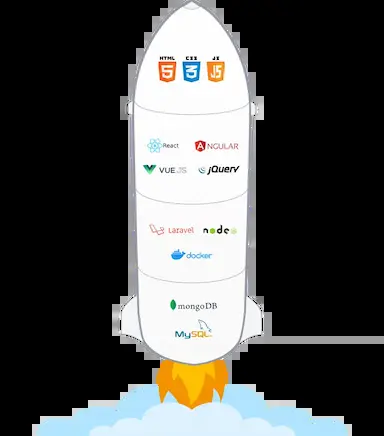 HTML CSS JS
5 3 JS
React ANGULAR
VUE.JS jQuery
Laravel node
docker
mongoDB
MySQL